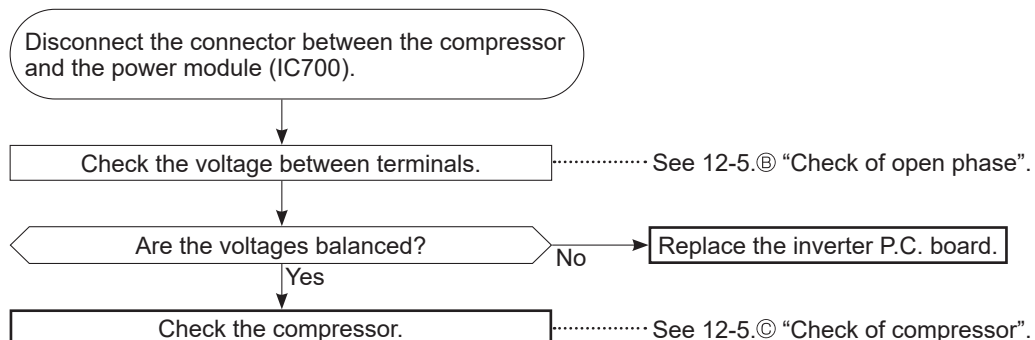 Disconnect the connector between the compressor
and the power module (IC700).
Check the voltage between terminals.
See 12-5.Ⓑ “Check of open phase”.
Are the voltages balanced?
No
Replace the inverter P.C. board.
Yes
Check the compressor.
See 12-5.Ⓒ “Check of compressor”.